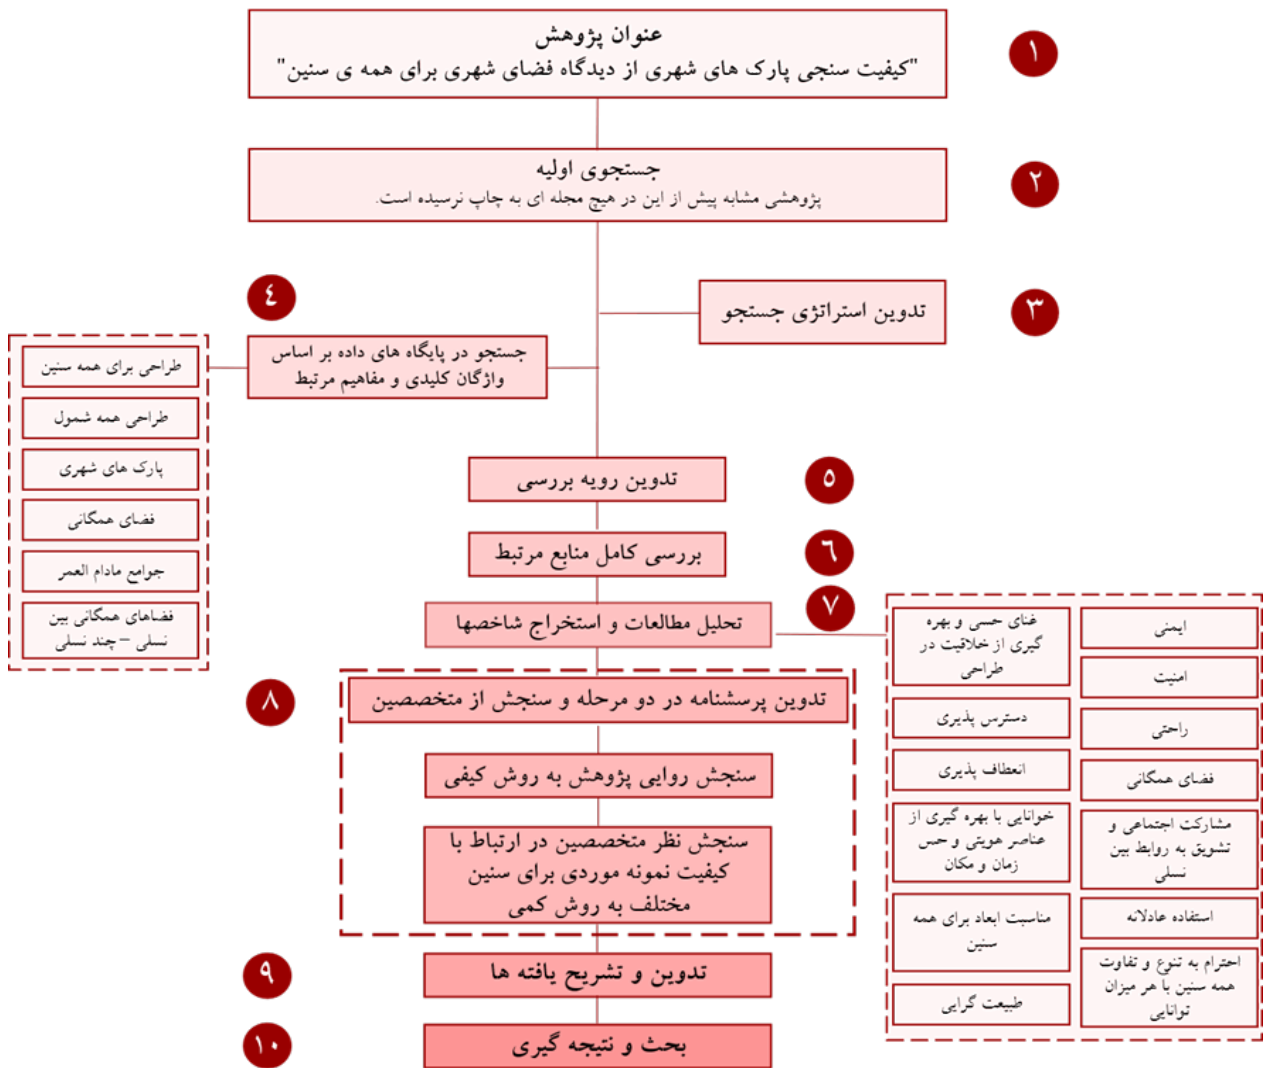 عنوان پژوهش
"کیفیت سنجی پارک های شهری از دیدگاه فضای شهری برای همه ی سنین"
۱
جستجوی اولیه
پژوهشی مشابه پیش از این در هیچ مجله ای به چاپ نرسیده است.
۲
تدوین استراتژی جستجو
۳
٤
جستجو در پایگاه های داده بر اساس
واژگان کلیدی و مفاهیم مرتبط
طراحی برای همه سنین
طراحی همه شمول
پارک های شهری
فضای همگانی
جوامع مادام العمر
فضاهای همگانی بین
نسلی – چند نسلی
تدوین رویه بررسی
٥
بررسی کامل منابع مرتبط
٦
تحلیل مطالعات و استخراج شاخصها
۷
ایمنی
امنیت
راحتی
فضای همگانی
مشارکت اجتماعی و
تشویق به روابط بین
نسلی
استفاده عادلانه
احترام به تنوع و تفاوت
همه سنین با هر میزان
توانایی
غنای حسی و بهره
گیری از خلاقیت در
طراحی
دسترس پذیری
انعطاف پذیری
خوانایی با بهره گیری از
عناصر هویتی و حس
زمان و مکان
مناسبت ابعاد برای همه
سنین
طبیعت گرایی
۸
تدوین پرسشنامه در دو مرحله و سنجش از متخصصین
سنجش روایی پژوهش به روش کیفی
سنجش نظر متخصصین در ارتباط با
کیفیت نمونه موردی برای سنین
مختلف به روش کمی
۹
تدوین و تشریح یافته ها
۱۰
بحث و نتیجه گیری